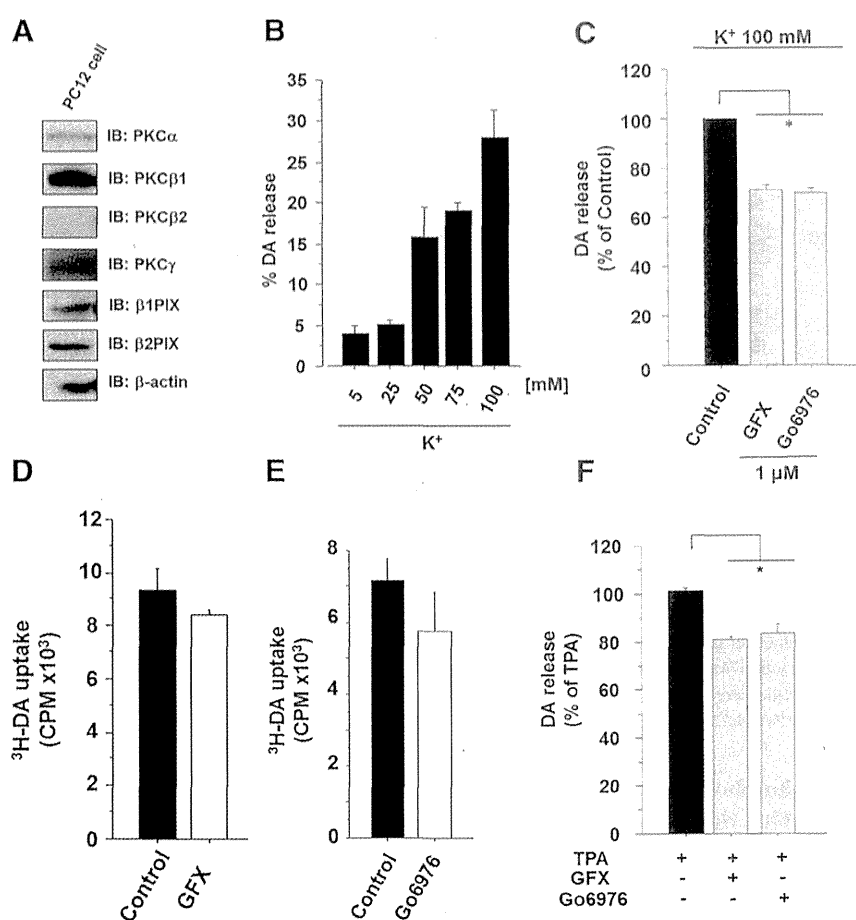 A
PC12 cell
IB: PKCα
IB: PKCβ1
IB: PKCβ2
IB: PKCγ
IB: β1PIX
IB: β2PIX
IB: β-actin
B
% DA release
35
30
25
20
15
10
5
0
5
25
50
75
100
[mM]
K⁺
C
K⁺ 100 mM
DA release
(% of Control)
120
100
80
60
40
20
0
*
Control
GFX
Go6976
1 μM
D
³H-DA uptake
(CPM x10³)
12
10
8
6
4
2
0
Control
GFX
E
³H-DA uptake
(CPM x10³)
8
6
4
2
0
Control
Go6976
F
DA release
(% of TPA)
120
100
80
60
40
20
0
*
TPA + + +
GFX - + -
Go6976 - - +